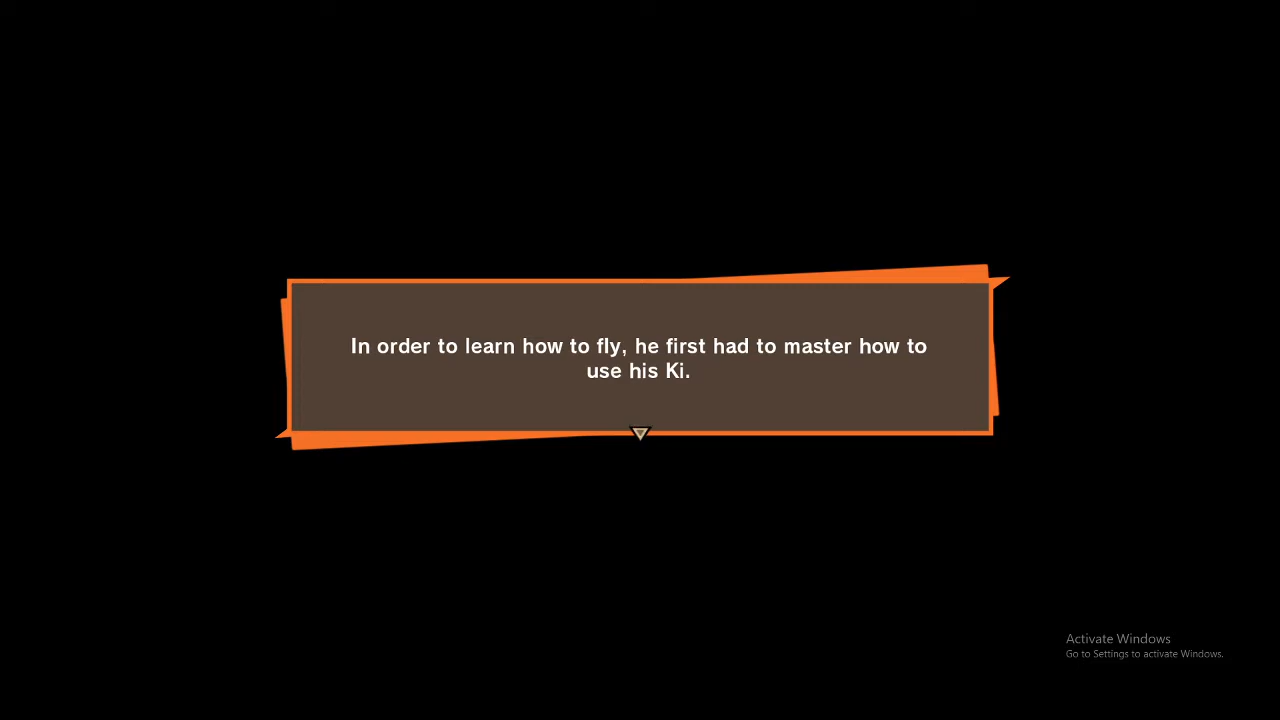 In order to learn how to fly, he first had to master how to
use his Ki.
Activate Windows
Go to Settings to activate Windows.